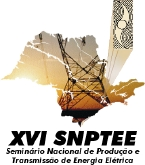 XVI SNPTEE
Seminário Nacional de Produção e
Transmissão de Energia Elétrica